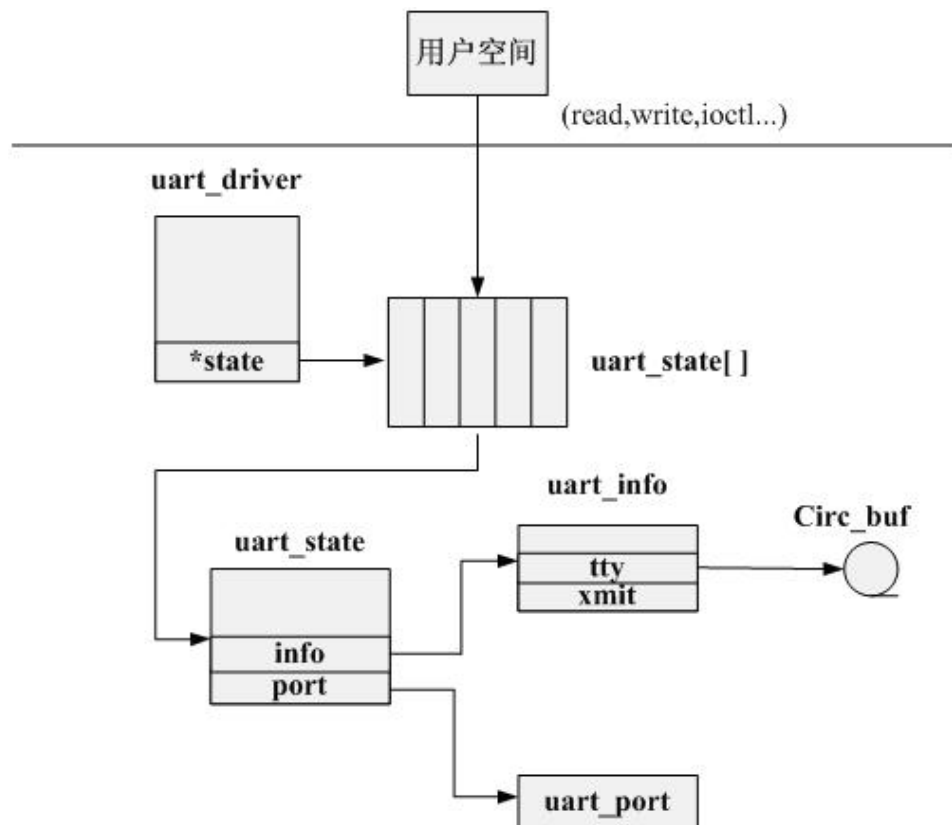 用户空间
(read,write,ioctl...)
uart_driver
*state
uart_state[ ]
uart_info
Circ_buf
uart_state
tty
xmit
info
port
uart_port